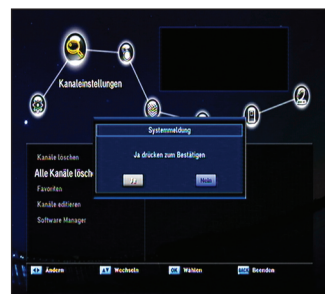 Kanaleinstellungen
Systemmeldung
Ja drücken zum Bestätigen
Ja
Nein
Kanäle löschen
Alle Kanäle lösch
Favoriten
Kanäle editieren
Software Manager
Ändern
Wechseln
OK Wählen
BACK Beenden